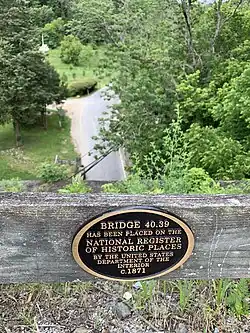 BRIDGE 40.39
HAS BEEN PLACED ON THE
NATIONAL REGISTER
OF HISTORIC PLACES
BY THE UNITED STATES
DEPARTMENT OF THE
INTERIOR
C.1871